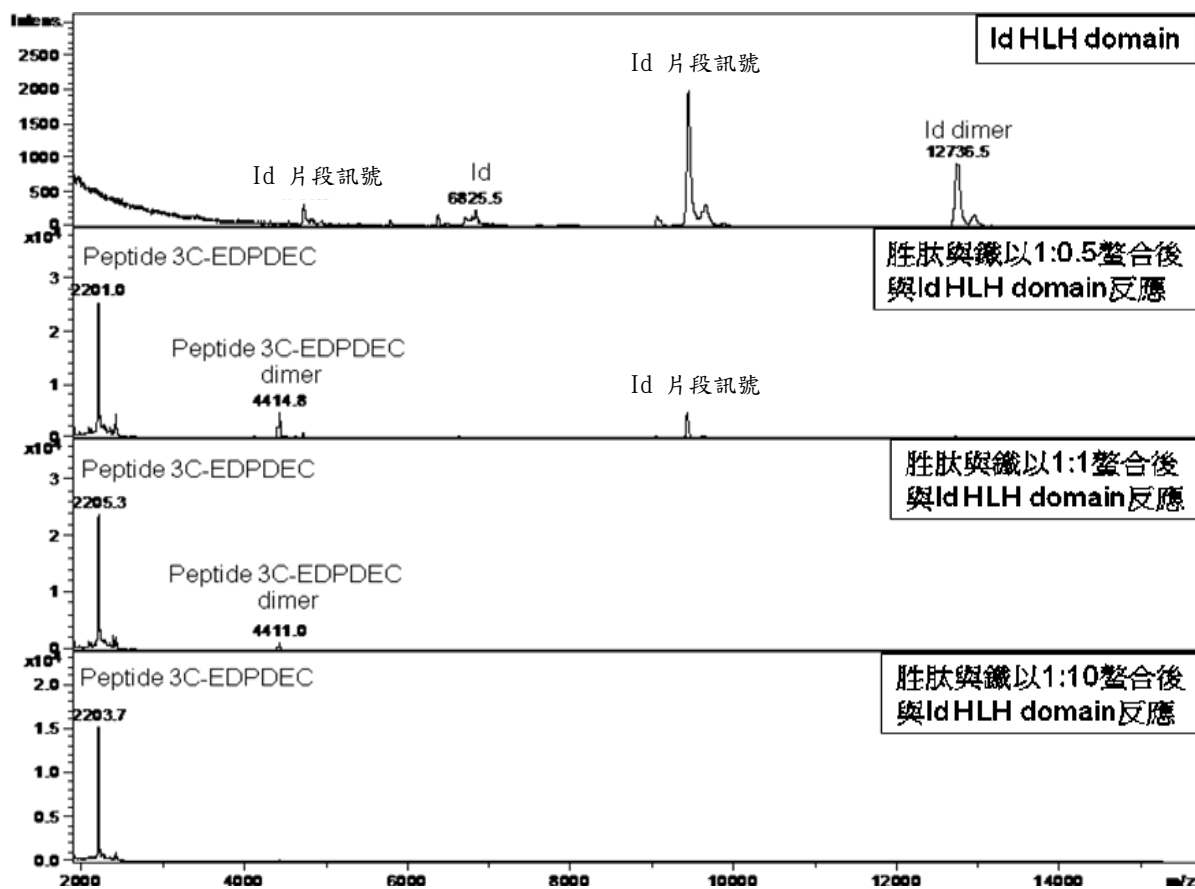 Intens.
Id HLH domain
2500
2000
1500
1000
500
0
Id 片段訊號
Id dimer
12736.5
Id 片段訊號
Id
6825.5
x10⁴
Peptide 3C-EDPDEC
2201.0
胜肽與鐵以1:0.5螯合後
與Id HLH domain反應
3
2
1
0
Peptide 3C-EDPDEC
dimer
4414.8
Id 片段訊號
x10⁴
Peptide 3C-EDPDEC
2205.3
胜肽與鐵以1:1螯合後
與Id HLH domain反應
3
2
1
0
Peptide 3C-EDPDEC
dimer
4411.0
x10⁴
Peptide 3C-EDPDEC
2203.7
胜肽與鐵以1:10螯合後
與Id HLH domain反應
2.0
1.5
1.0
0.5
0.0
2000 4000 6000 8000 10000 12000 14000 m/z